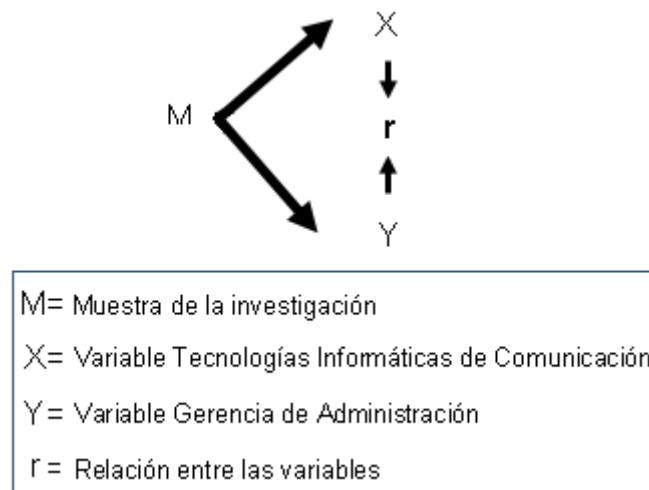 X
M
r
Y
M= Muestra de la investigación
X= Variable Tecnologías Informáticas de Comunicación
Y= Variable Gerencia de Administración
r = Relación entre las variables